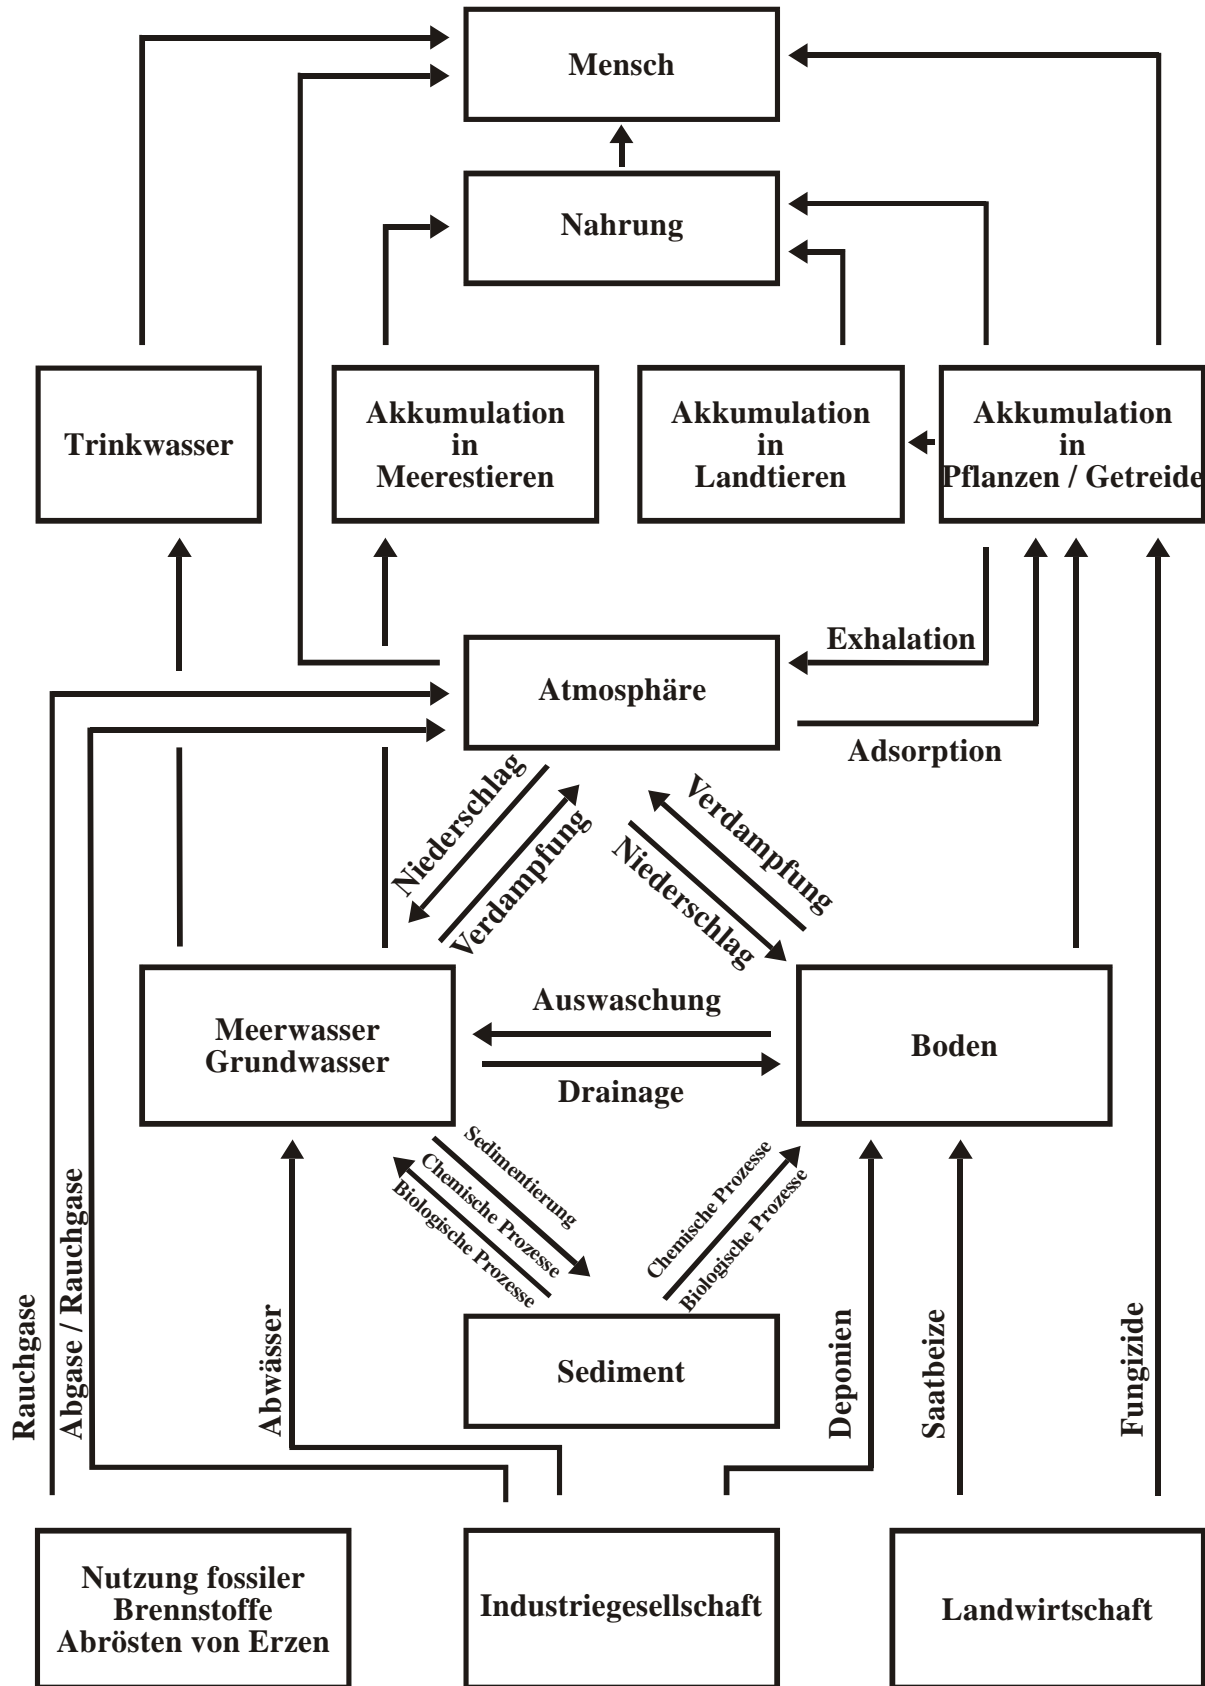 Mensch
Nahrung
Trinkwasser
Akkumulation
in
Meerestieren
Akkumulation
in
Landtieren
Akkumulation
in
Pflanzen / Getreide
Exhalation
Atmosphäre
Adsorption
Niederschlag
Verdampfung
Verdampfung
Niederschlag
Meerwasser
Grundwasser
Auswaschung
Drainage
Boden
Sedimentierung
Chemische Prozesse
Biologische Prozesse
Chemische Prozesse
Biologische Prozesse
Sediment
Rauchgase
Abgase / Rauchgase
Abwässer
Deponien
Saatbeize
Fungizide
Nutzung fossiler
Brennstoffe
Abrösten von Erzen
Industriegesellschaft
Landwirtschaft